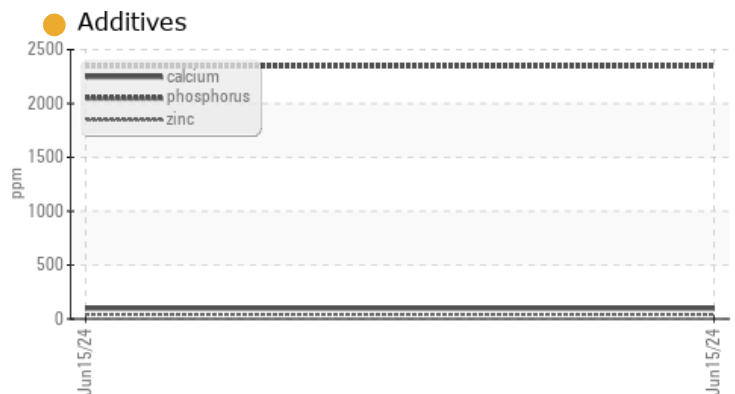 Additives
2500
2000
1500
1000
500
0
ppm
calcium
phosphorus
zinc
Jun15/24
Jun15/24